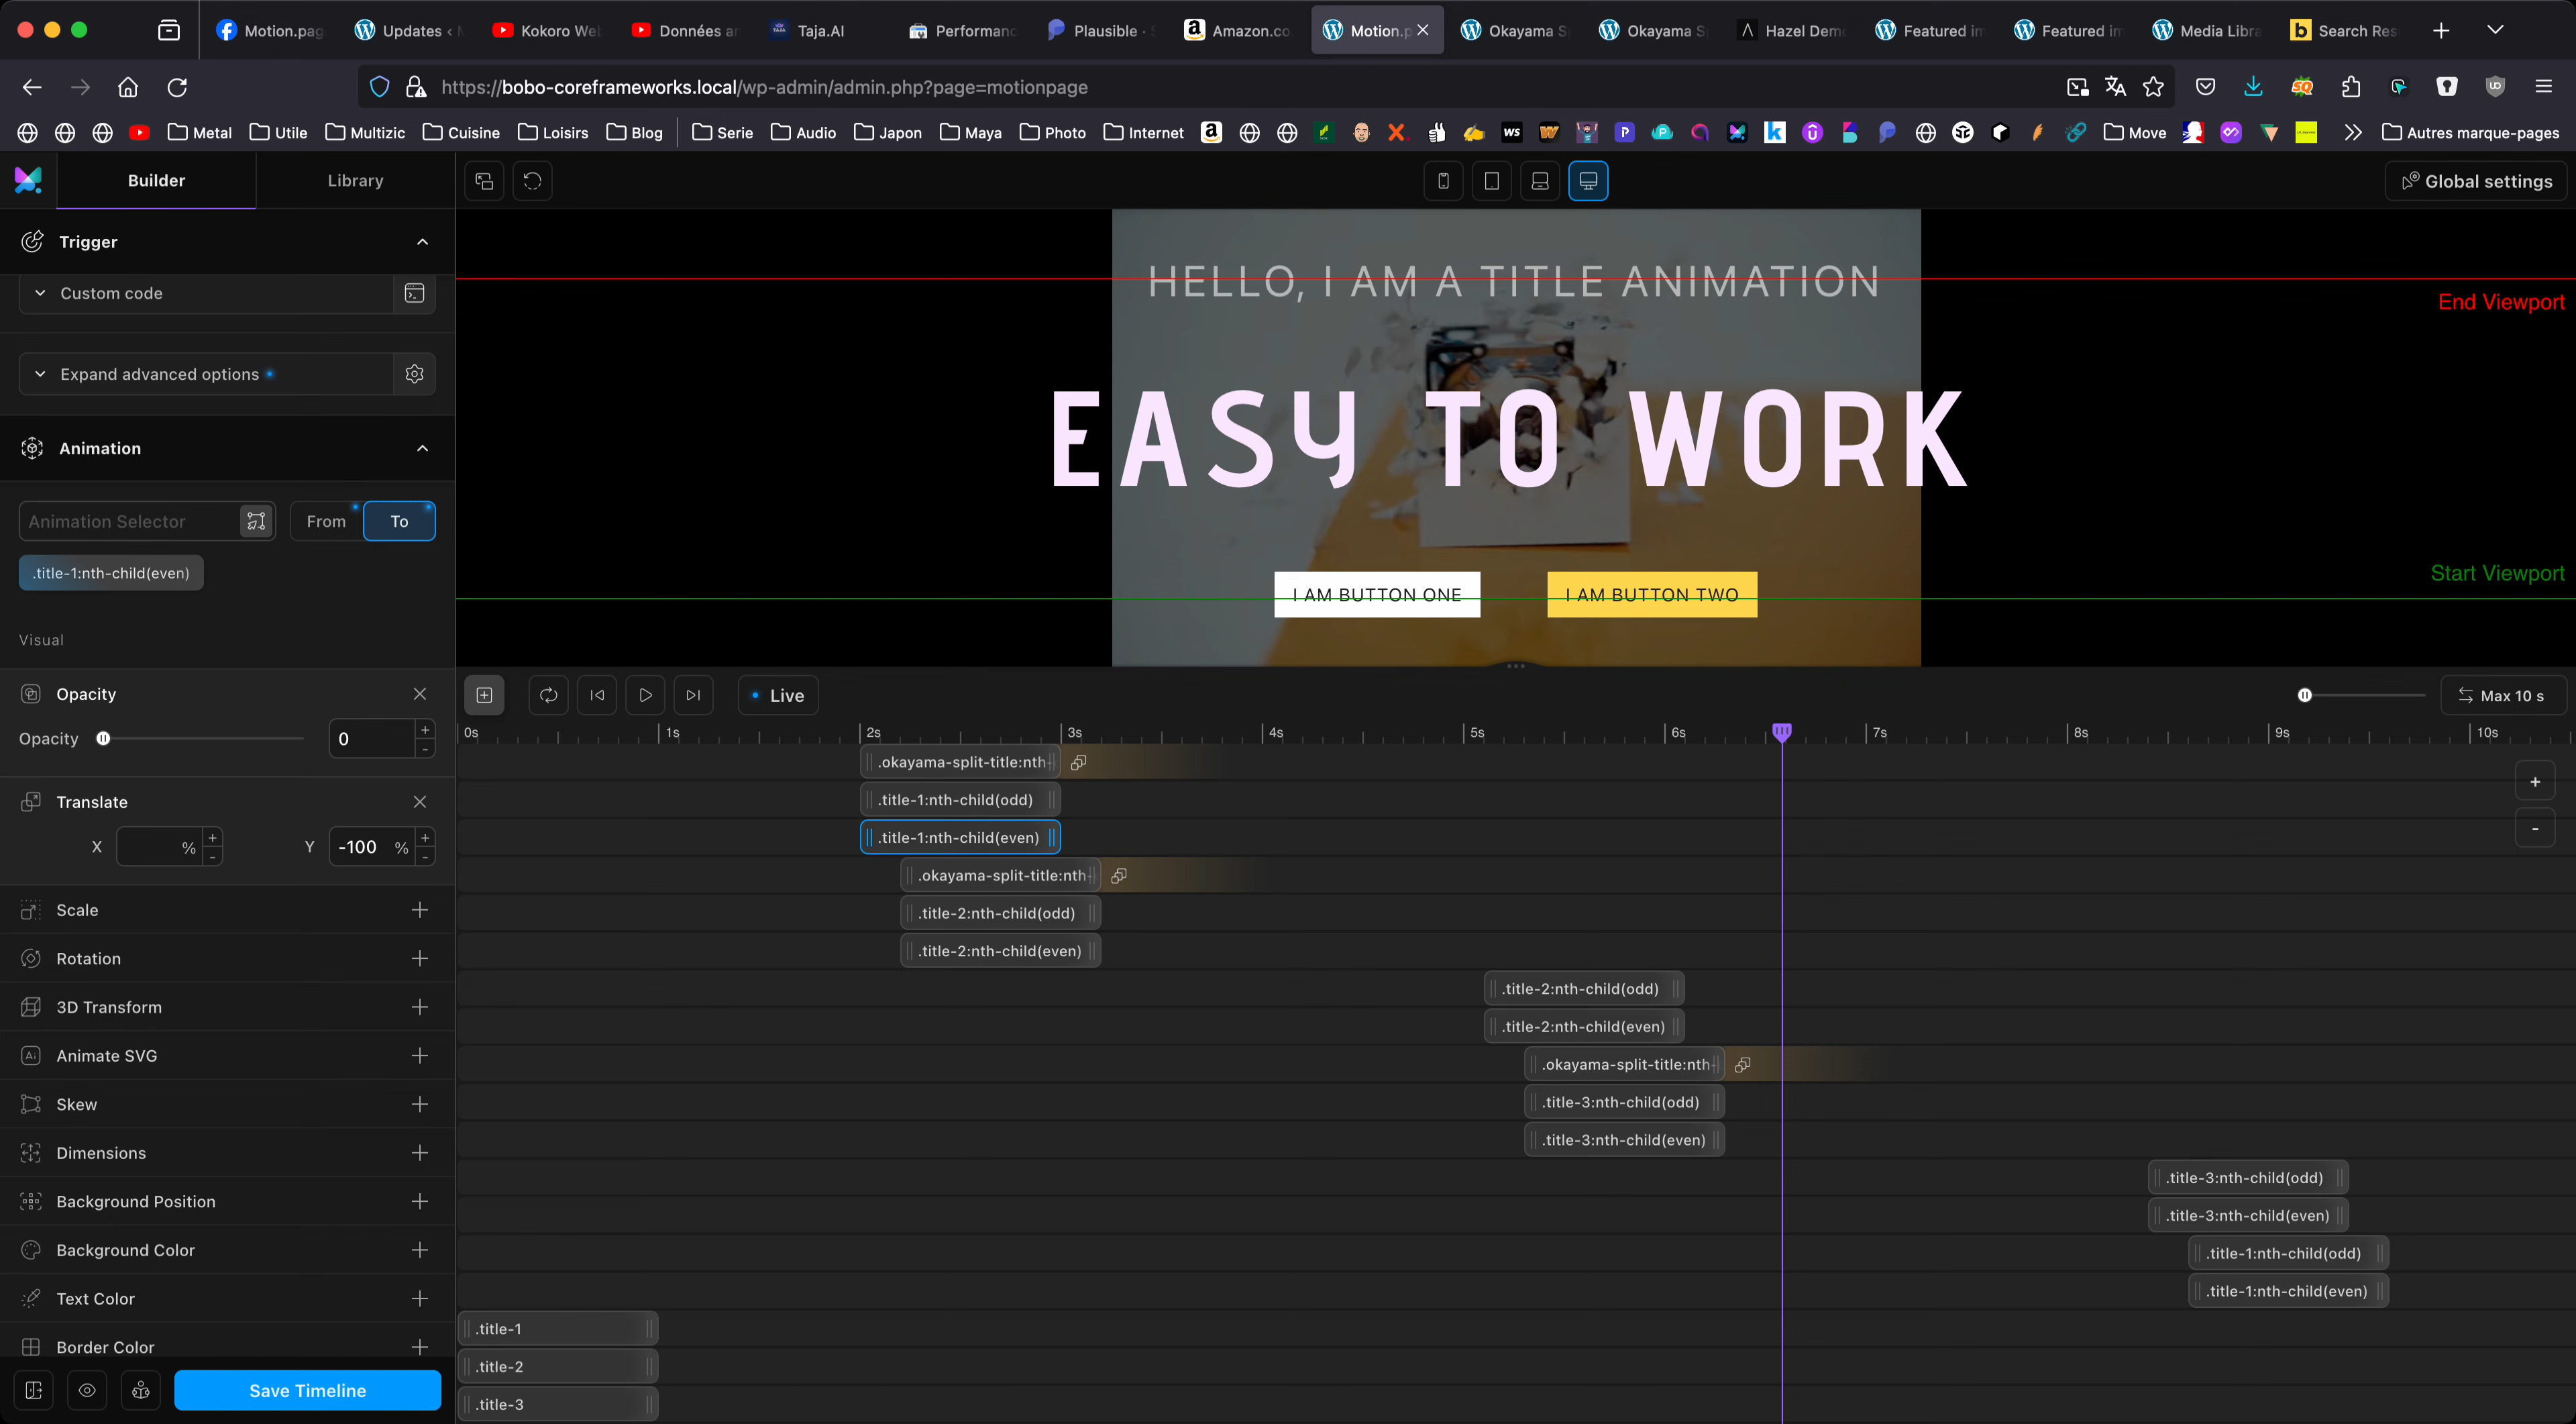 Motion.pag
Updates ‹ M
Kokoro Web
Données an
Taja.AI
Performanc
Plausible · S
Amazon.co.
Motion.p
Okayama S
Okayama S
Hazel Demo
Featured im
Featured im
Media Libra
Search Res
https://bobo-coreframeworks.local/wp-admin/admin.php?page=motionpage
Metal
Utile
Multizic
Cuisine
Loisirs
Blog
Serie
Audio
Japon
Maya
Photo
Internet
Move
Autres marque-pages
Builder
Library
Global settings
Trigger
Custom code
Expand advanced options
Animation
Animation Selector
From
To
.title-1:nth-child(even)
Visual
Opacity
Opacity
0
Translate
X
%
Y
-100 %
Scale
Rotation
3D Transform
Animate SVG
Skew
Dimensions
Background Position
Background Color
Text Color
Border Color
Save Timeline
HELLO, I AM A TITLE ANIMATION
End Viewport
EASY TO WORK
Start Viewport
I AM BUTTON ONE
I AM BUTTON TWO
Live
Max 10 s
0s
1s
2s
3s
4s
5s
6s
7s
8s
9s
10s
.okayama-split-title:nth-
.title-1:nth-child(odd)
.title-1:nth-child(even)
.okayama-split-title:nth-
.title-2:nth-child(odd)
.title-2:nth-child(even)
.title-2:nth-child(odd)
.title-2:nth-child(even)
.okayama-split-title:nth-
.title-3:nth-child(odd)
.title-3:nth-child(even)
.title-3:nth-child(odd)
.title-3:nth-child(even)
.title-1:nth-child(odd)
.title-1:nth-child(even)
.title-1
.title-2
.title-3